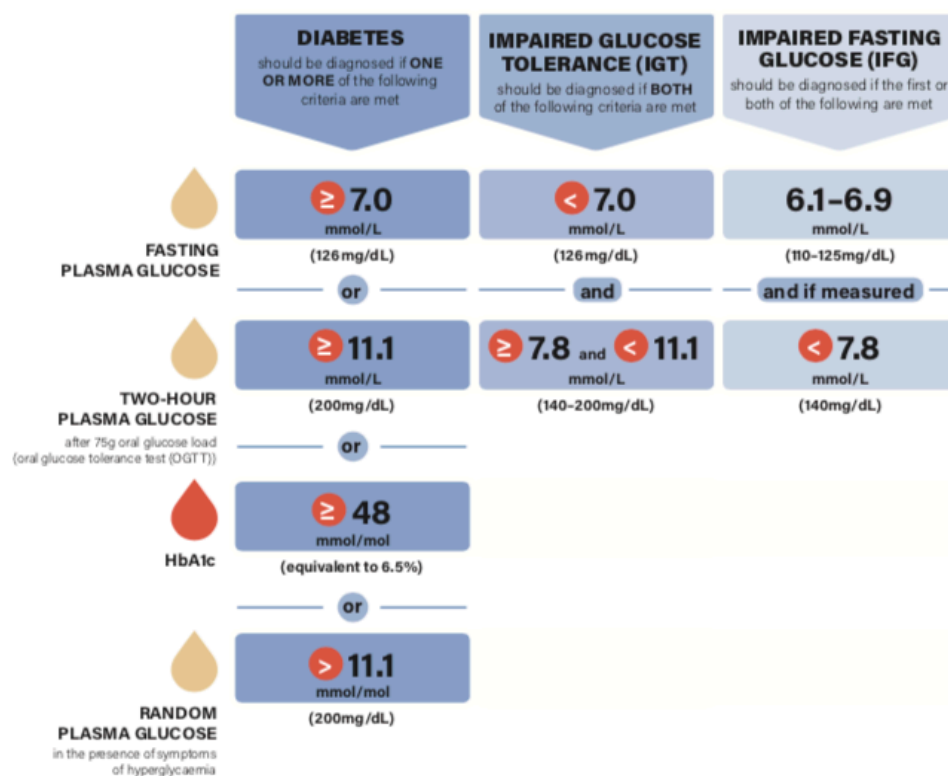 DIABETES
should be diagnosed if ONE
OR MORE of the following
criteria are met
IMPAIRED GLUCOSE
TOLERANCE (IGT)
should be diagnosed if BOTH
of the following criteria are met
IMPAIRED FASTING
GLUCOSE (IFG)
should be diagnosed if the first or
both of the following are met
FASTING
PLASMA GLUCOSE
≥ 7.0
mmol/L
(126mg/dL)
< 7.0
mmol/L
(126mg/dL)
6.1–6.9
mmol/L
(110–125mg/dL)
or
and
and if measured
TWO-HOUR
PLASMA GLUCOSE
after 75g oral glucose load
(oral glucose tolerance test (OGTT))
≥ 11.1
mmol/L
(200mg/dL)
≥ 7.8 and < 11.1
mmol/L
(140–200mg/dL)
< 7.8
mmol/L
(140mg/dL)
or
HbA1c
≥ 48
mmol/mol
(equivalent to 6.5%)
or
RANDOM
PLASMA GLUCOSE
in the presence of symptoms
of hyperglycaemia
> 11.1
mmol/mol
(200mg/dL)